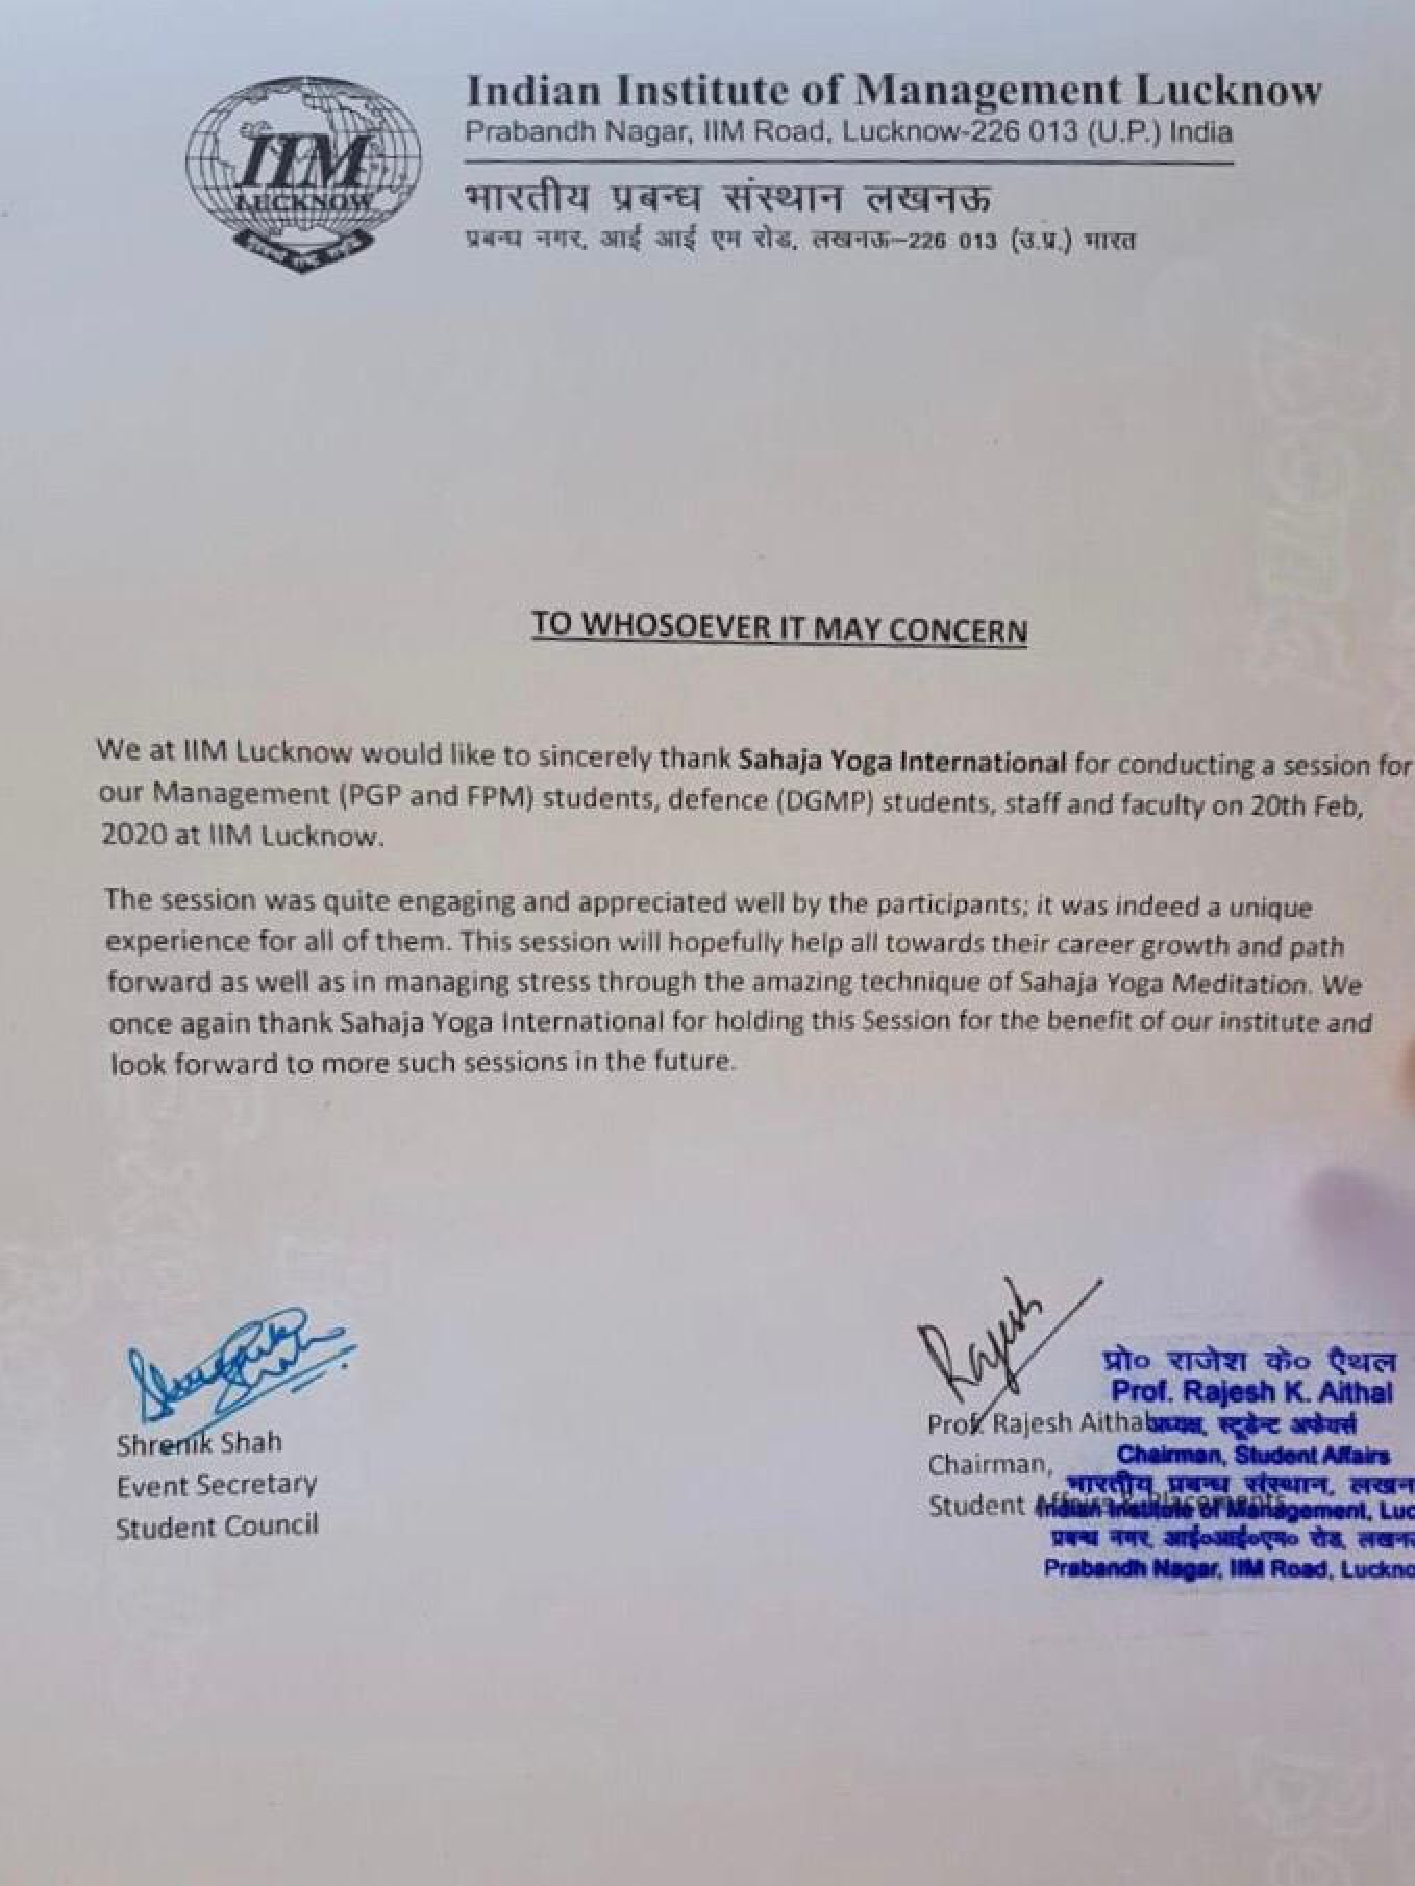 IIM
LUCKNOW
Indian Institute of Management Lucknow
Prabandh Nagar, IIM Road, Lucknow-226 013 (U.P.) India
भारतीय प्रबन्ध संस्थान लखनऊ
प्रबन्ध नगर, आई आई एम रोड, लखनऊ–226 013 (उ.प्र.) भारत
TO WHOSOEVER IT MAY CONCERN
We at IIM Lucknow would like to sincerely thank Sahaja Yoga International for conducting a session for
our Management (PGP and FPM) students, defence (DGMP) students, staff and faculty on 20th Feb,
2020 at IIM Lucknow.
The session was quite engaging and appreciated well by the participants; it was indeed a unique
experience for all of them. This session will hopefully help all towards their career growth and path
forward as well as in managing stress through the amazing technique of Sahaja Yoga Meditation. We
once again thank Sahaja Yoga International for holding this Session for the benefit of our institute and
look forward to more such sessions in the future.
Shrenik Shah
Event Secretary
Student Council
Rajesh
Prof. Rajesh Aithal
Chairman,
Student Affairs & Placements
प्रो० राजेश के० ऐथल
Prof. Rajesh K. Aithal
अध्यक्ष, स्टूडेन्ट अफेयर्स
Chairman, Student Affairs
भारतीय प्रबन्ध संस्थान, लखन
Indian Institute of Management, Luc
प्रबन्ध नगर, आई०आई०एम० रोड, लखन
Prabandh Nagar, IIM Road, Luckno